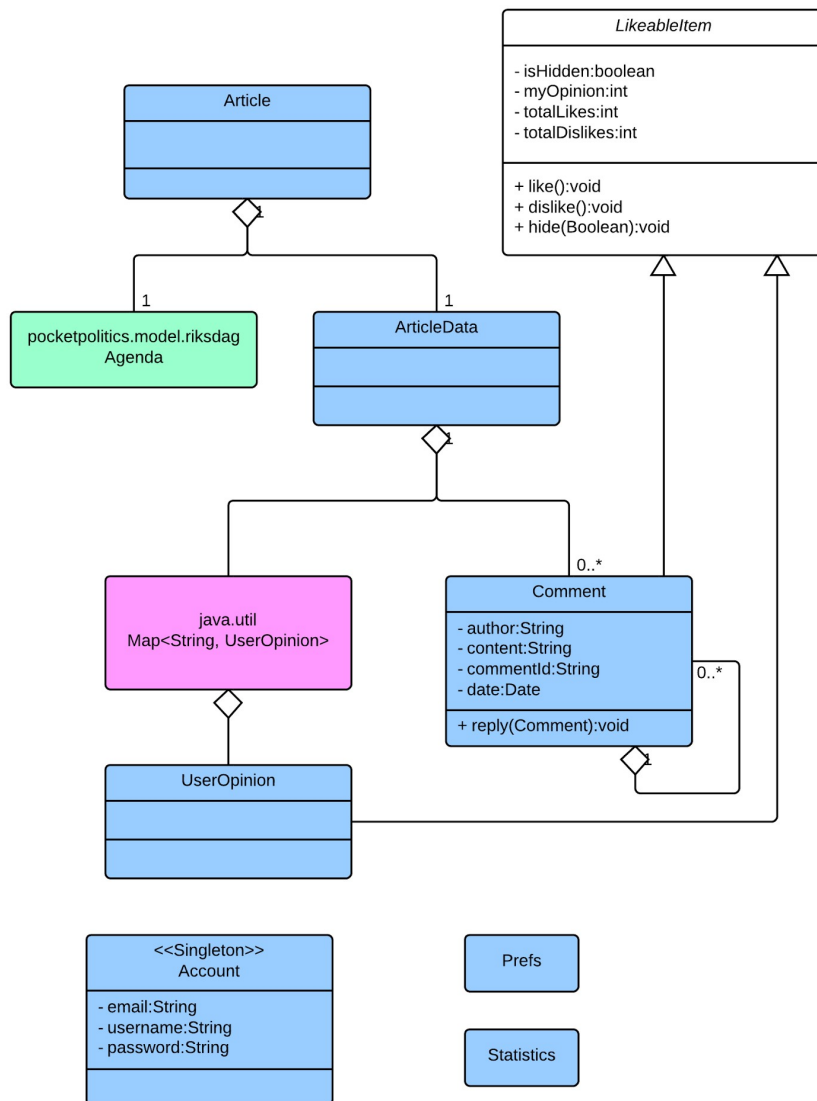 LikeableItem
- isHidden:boolean
- myOpinion:int
- totalLikes:int
- totalDislikes:int
+ like():void
+ dislike():void
+ hide(Boolean):void
Article
1
1
1
pocketpolitics.model.riksdag
Agenda
ArticleData
1
0..*
java.util
Map<String, UserOpinion>
Comment
- author:String
- content:String
- commentId:String
- date:Date
+ reply(Comment):void
0..*
1
UserOpinion
<<Singleton>>
Account
- email:String
- username:String
- password:String
Prefs
Statistics